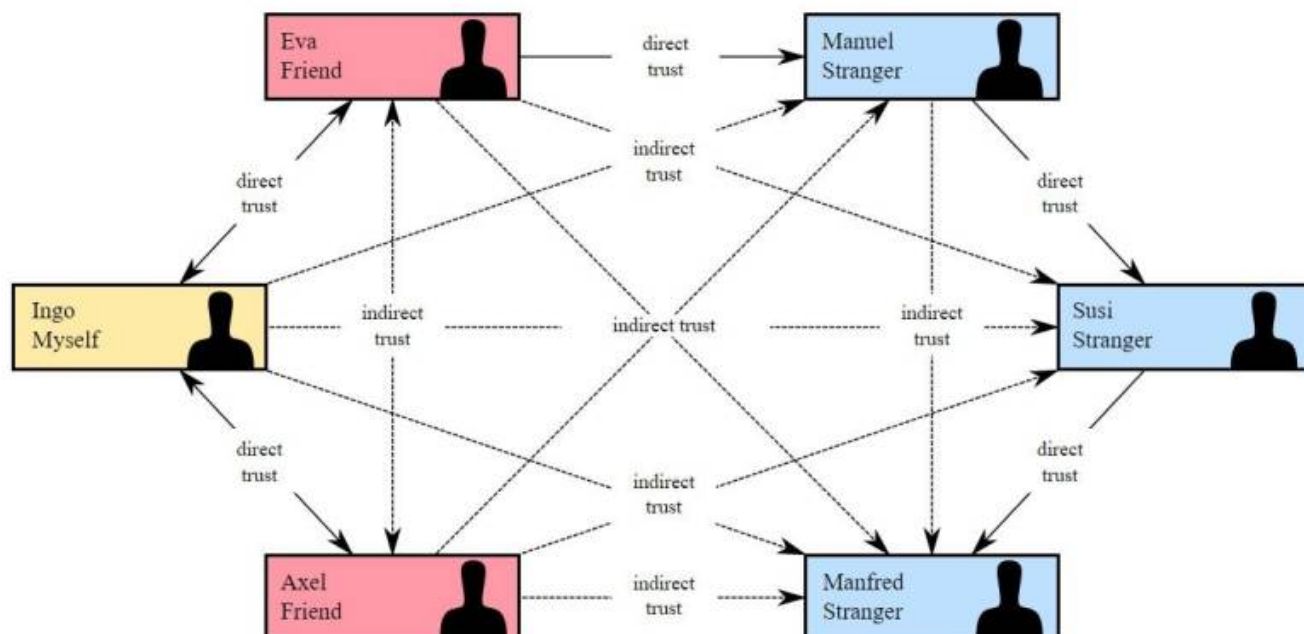 Eva
Friend
direct
trust
Manuel
Stranger
indirect
trust
direct
trust
direct
trust
Ingo
Myself
indirect
trust
indirect trust
indirect
trust
Susi
Stranger
direct
trust
indirect
trust
direct
trust
Axel
Friend
indirect
trust
Manfred
Stranger